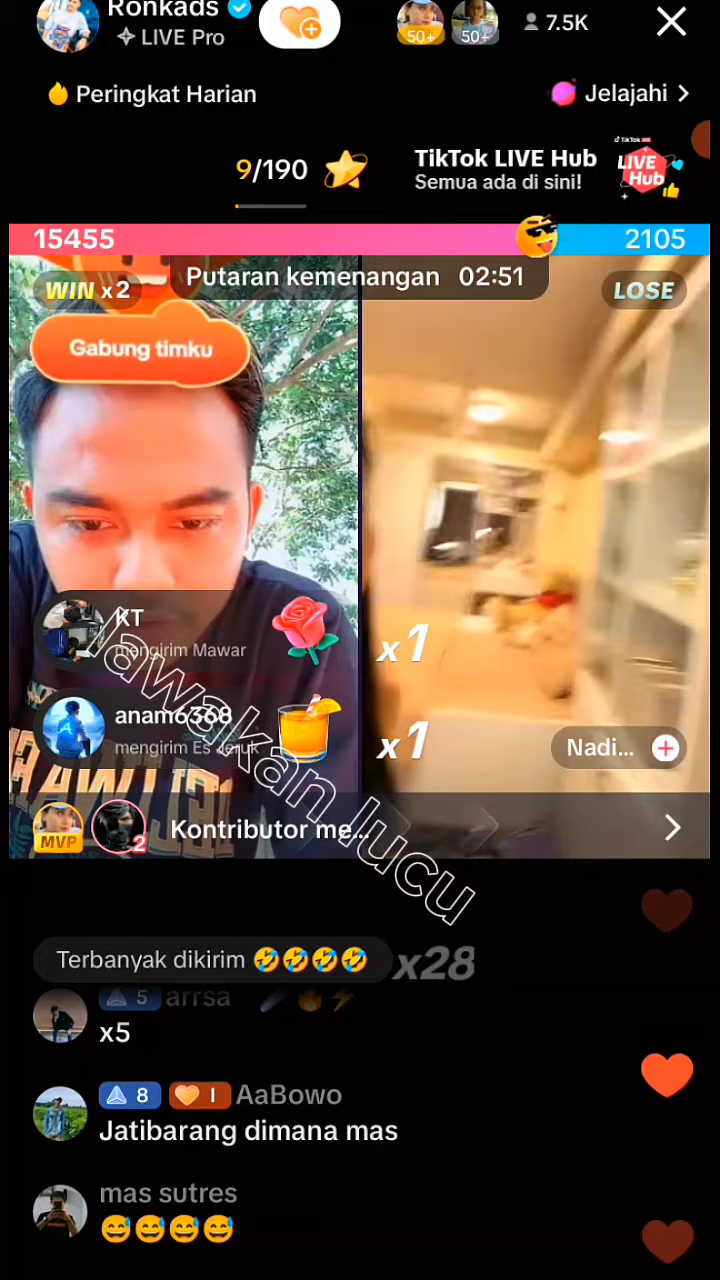 Ronkads
LIVE Pro
50+
50+
7.5K
Peringkat Harian
Jelajahi
9/190
TikTok LIVE Hub
Semua ada di sini!
TikTok LIVE
LIVE
Hub
15455
2105
Putaran kemenangan 02:51
WIN x2
LOSE
Gabung timku
KT
mengirim Mawar
x1
anam6368
mengirim Es Jeruk
x1
Nadi...
lawakan lucu
MVP
2
Kontributor me...
Terbanyak dikirim 🤣🤣🤣🤣
x28
5 arrsa ☄️🔥⚡
x5
8 I AaBowo
Jatibarang dimana mas
mas sutres
😅😅😅😅